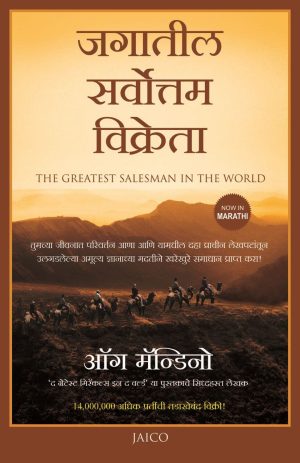 जगातील
सर्वोत्तम
विक्रेता
THE GREATEST SALESMAN IN THE WORLD
NOW IN
MARATHI
तुमच्या जीवनात परिवर्तन आणा आणि यामधील दहा प्राचीन लेखपटांतून
उलगडलेल्या अमूल्य ज्ञानाच्या मदतीने खरेखुरे समाधान प्राप्त करा!
ऑग मॅन्डिनो
'द ग्रेटेस्ट मिरॅकल्स इन द वर्ल्ड' या पुस्तकाचे सिध्दहस्त लेखक
14,000,000 अधिक प्रतींची तडाखेबंद विक्री!
JAICO